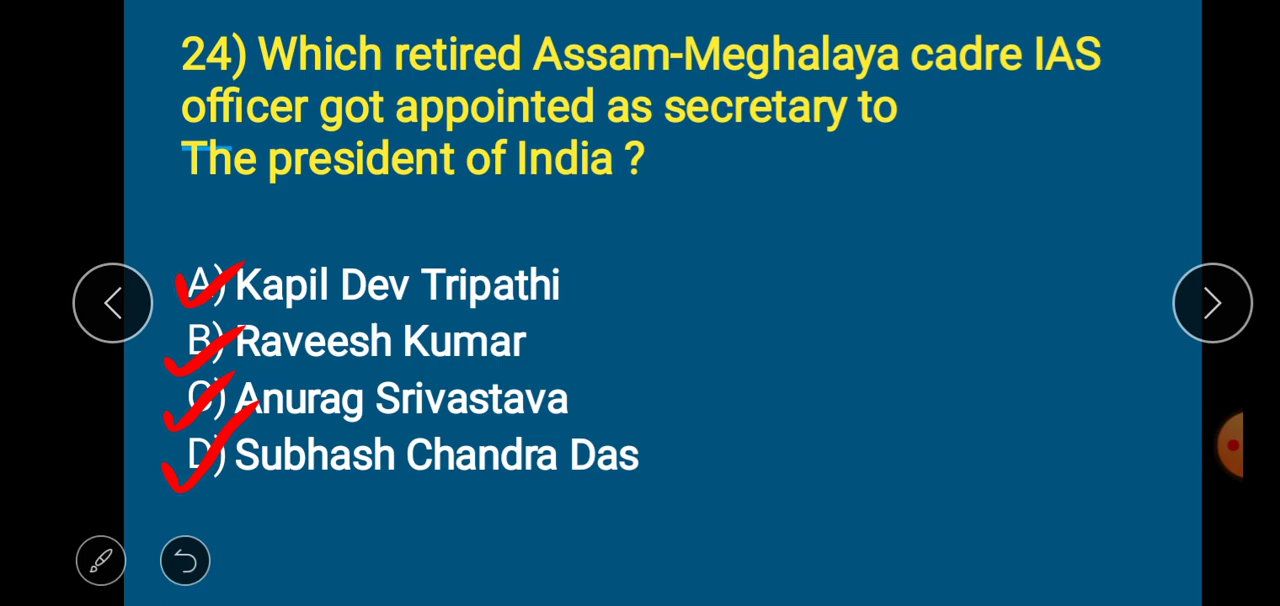 24) Which retired Assam-Meghalaya cadre IAS
officer got appointed as secretary to
The president of India ?
A) Kapil Dev Tripathi
B) Raveesh Kumar
C) Anurag Srivastava
D) Subhash Chandra Das